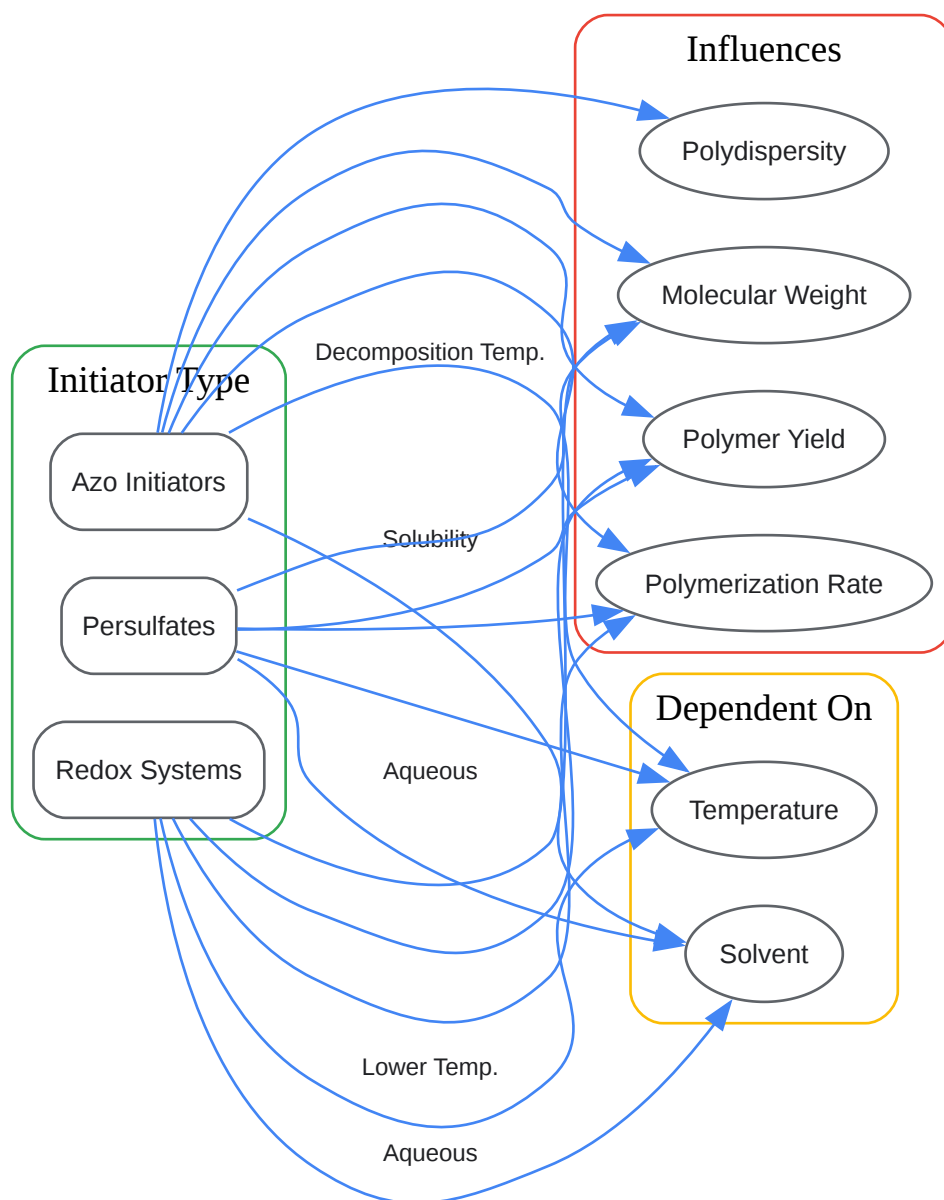 Influences
Polydispersity
Molecular Weight
Decomposition Temp.
Initiator Type
Polymer Yield
Azo Initiators
Solubility
Polymerization Rate
Persulfates
Dependent On
Redox Systems
Aqueous
Temperature
Solvent
Lower Temp.
Aqueous